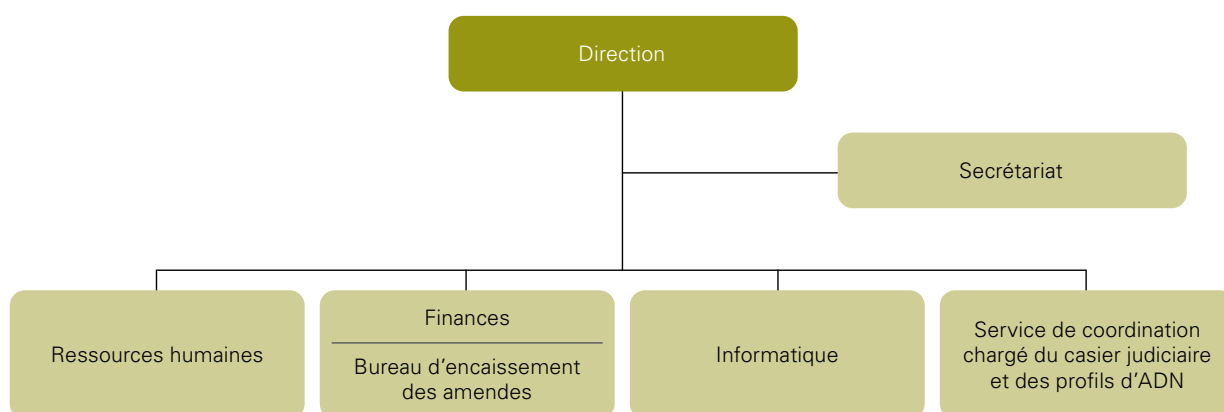 Direction
Secrétariat
Ressources humaines
Finances
Bureau d'encaissement
des amendes
Informatique
Service de coordination
chargé du casier judiciaire
et des profils d'ADN